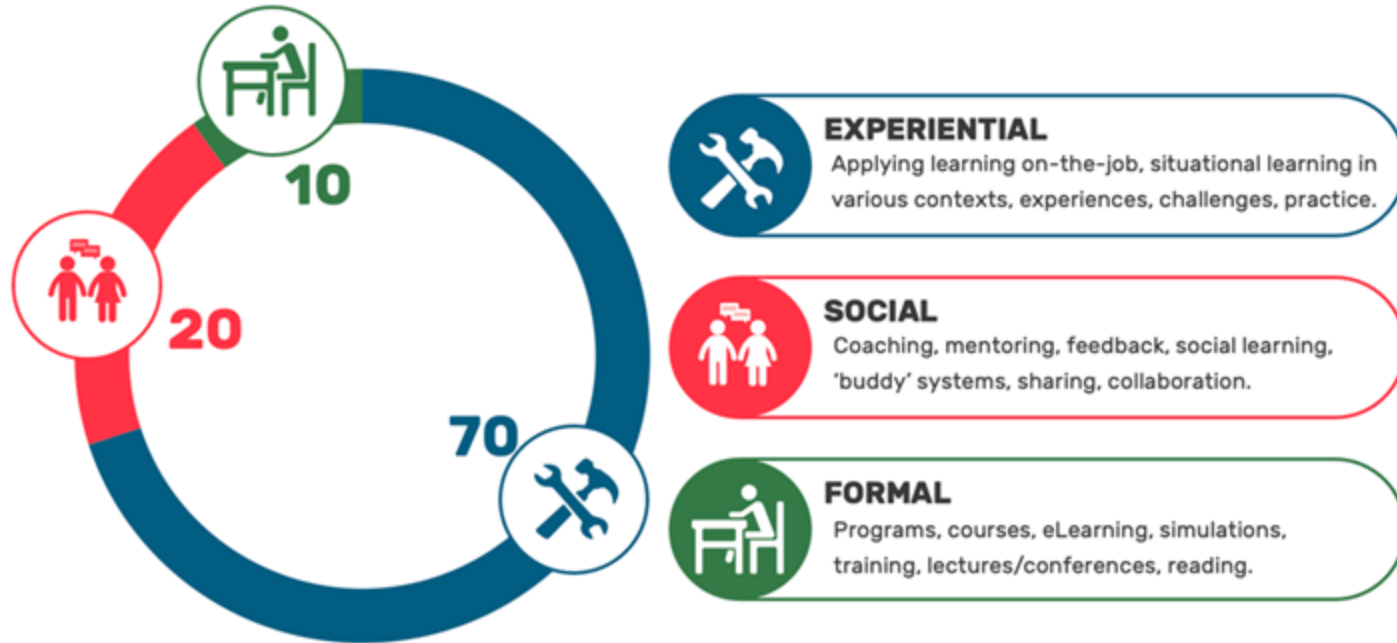 10
20
70
EXPERIENTIAL
Applying learning on-the-job, situational learning in
various contexts, experiences, challenges, practice.
SOCIAL
Coaching, mentoring, feedback, social learning,
‘buddy’ systems, sharing, collaboration.
FORMAL
Programs, courses, eLearning, simulations,
training, lectures/conferences, reading.